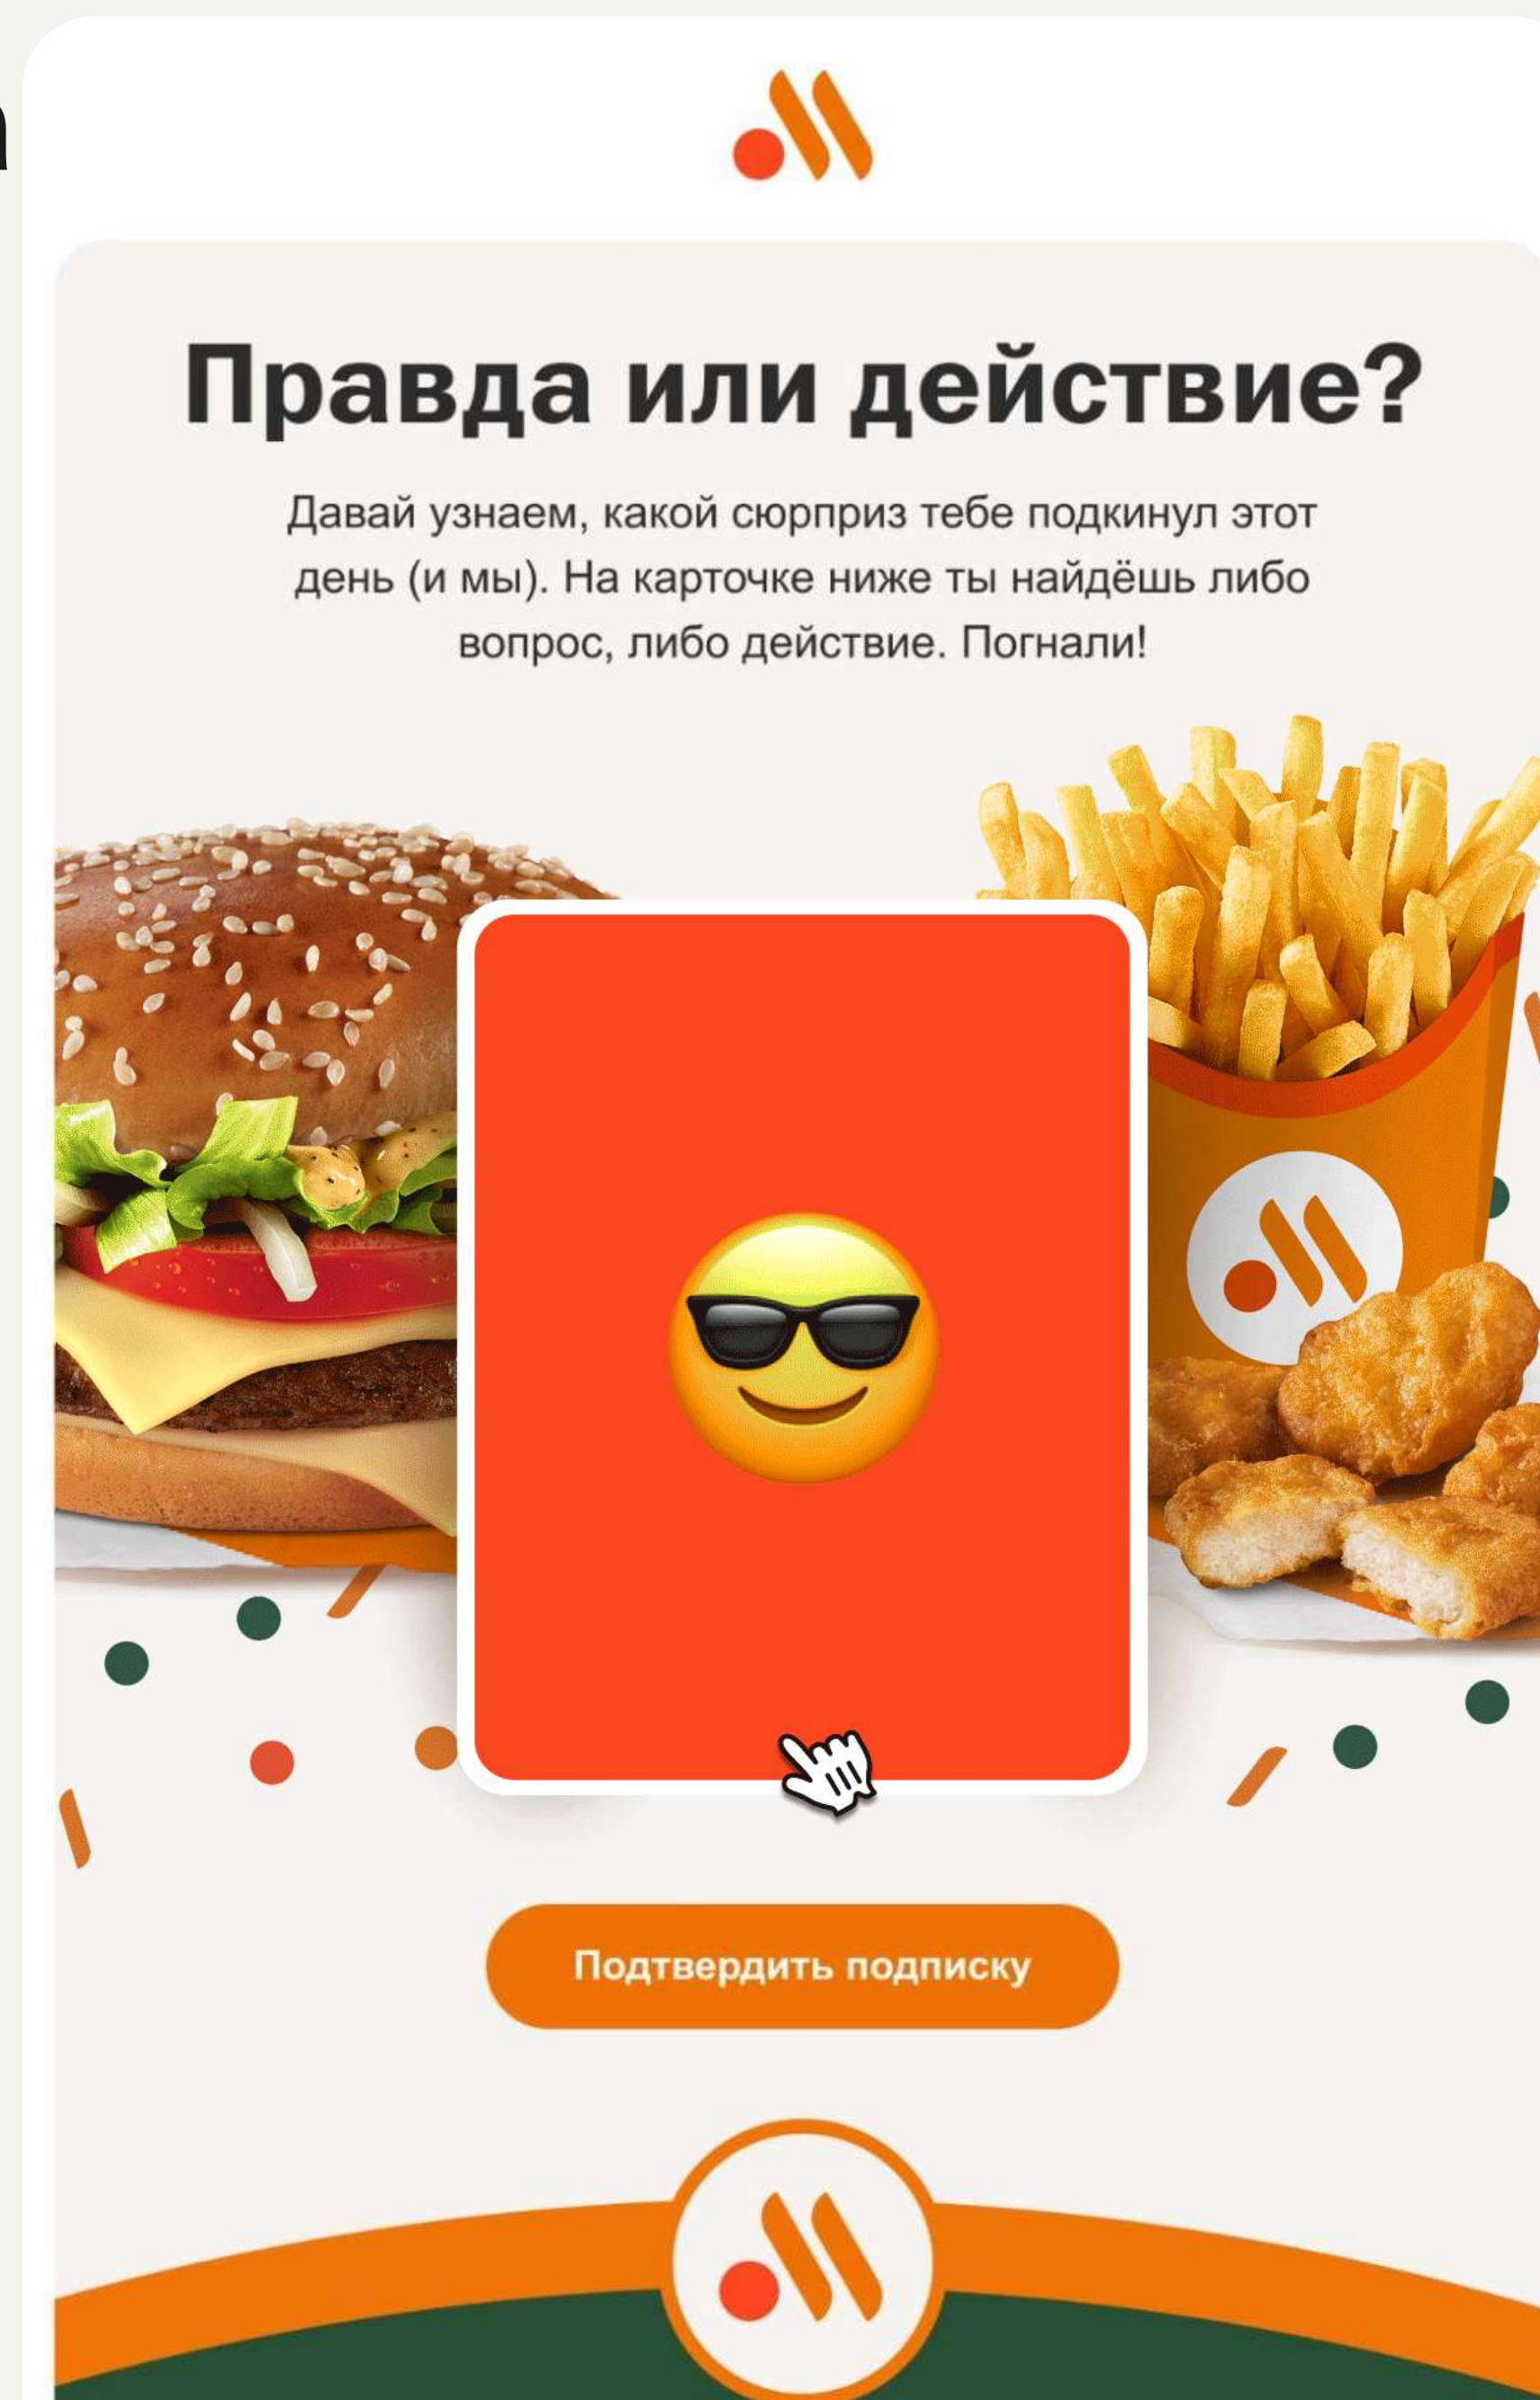 Правда или действие?
Давай узнаем, какой сюрприз тебе подкинул этот
день (и мы). На карточке ниже ты найдёшь либо
вопрос, либо действие. Погнали!
Подтвердить подписку